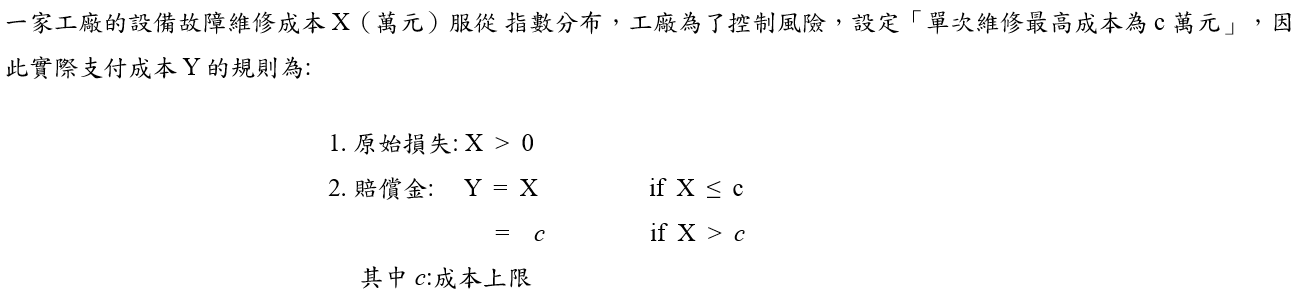 一家工廠的設備故障維修成本 X（萬元）服從 指數分布，工廠為了控制風險，設定「單次維修最高成本為 c 萬元」，因
此實際支付成本 Y 的規則為:
1. 原始損失: X > 0
2. 賠償金: Y = X if X ≤ c
= c if X > c
其中 c:成本上限